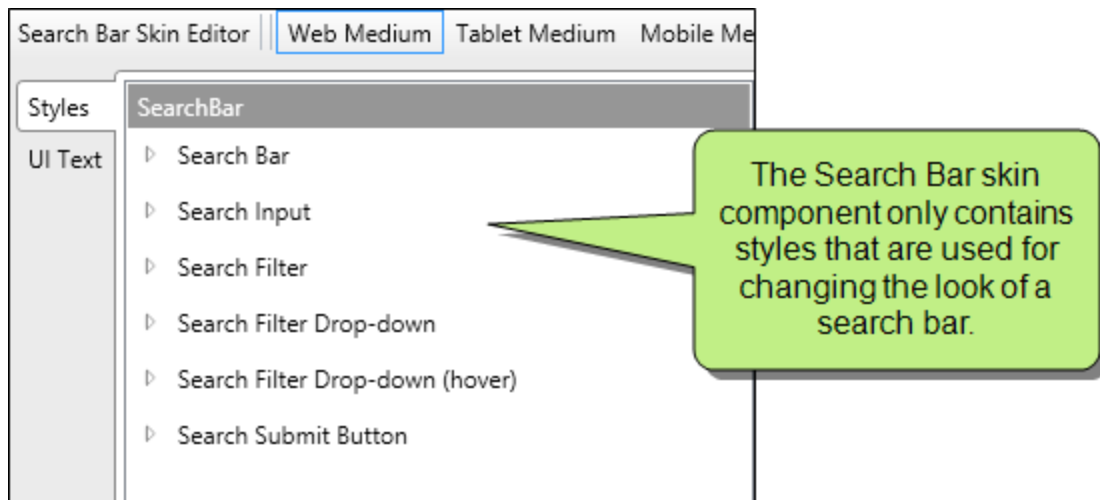 Search Bar Skin Editor Web Medium Tablet Medium Mobile Me
Styles
UI Text
SearchBar
Search Bar
Search Input
Search Filter
Search Filter Drop-down
Search Filter Drop-down (hover)
Search Submit Button
The Search Bar skin
component only contains
styles that are used for
changing the look of a
search bar.